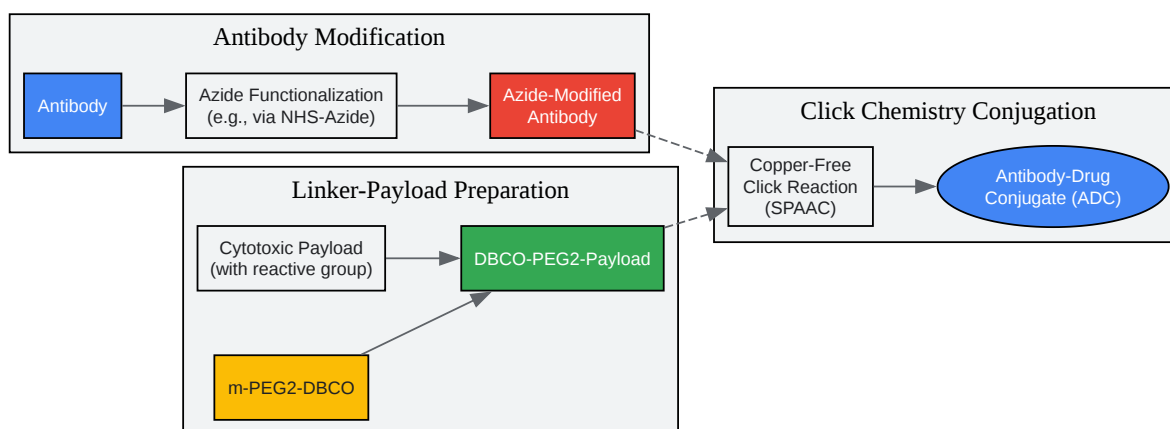 Antibody Modification
Antibody
Azide Functionalization
(e.g., via NHS-Azide)
Azide-Modified
Antibody
Linker-Payload Preparation
Cytotoxic Payload
(with reactive group)
DBCO-PEG2-Payload
m-PEG2-DBCO
Click Chemistry Conjugation
Copper-Free
Click Reaction
(SPAAC)
Antibody-Drug
Conjugate (ADC)